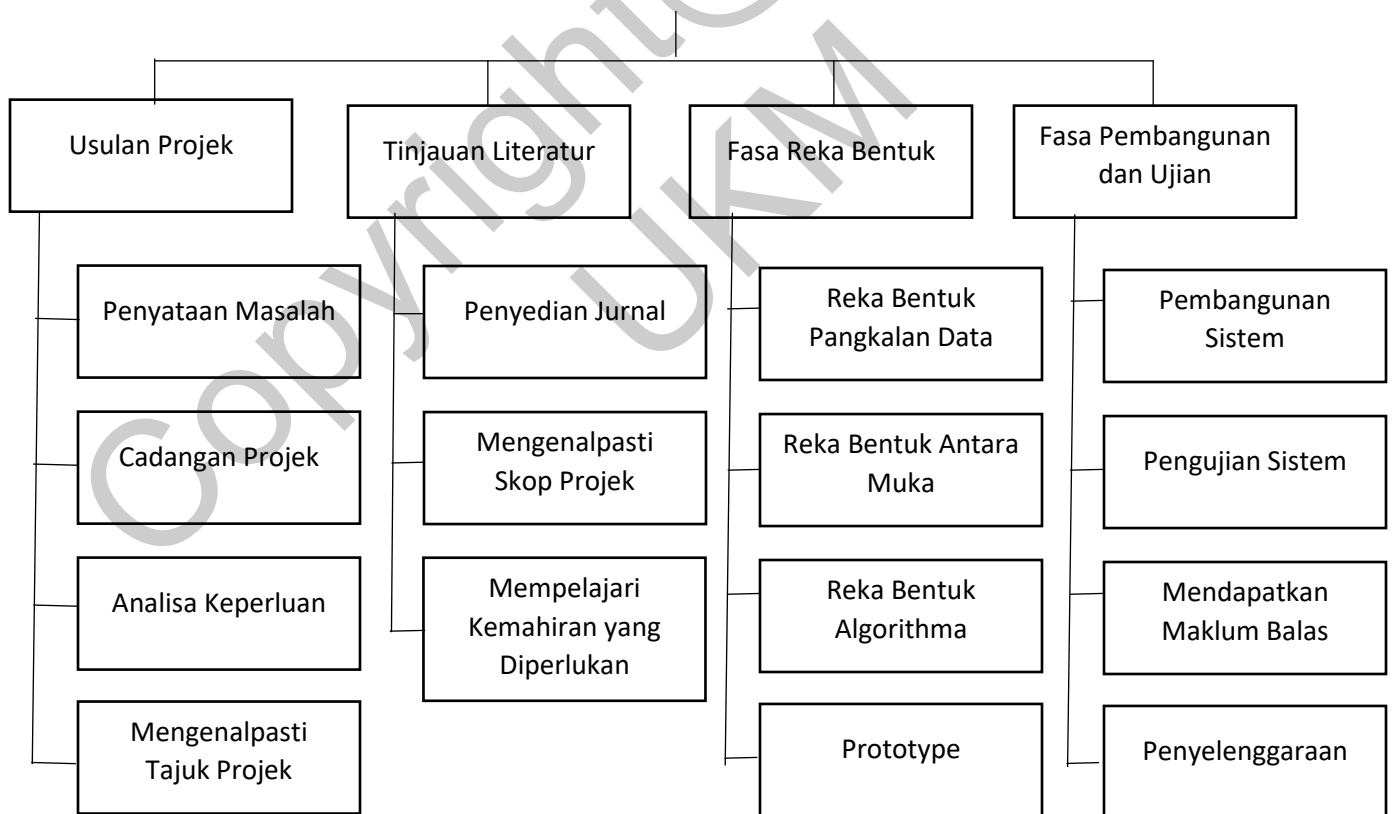 Usulan Projek
Tinjauan Literatur
Fasa Reka Bentuk
Fasa Pembangunan
dan Ujian
Penyataan Masalah
Cadangan Projek
Analisa Keperluan
Mengenalpasti
Tajuk Projek
Penyedian Jurnal
Mengenalpasti
Skop Projek
Mempelajari
Kemahiran yang
Diperlukan
Reka Bentuk
Pangkalan Data
Reka Bentuk Antara
Muka
Reka Bentuk
Algorithma
Prototype
Pembangunan
Sistem
Pengujian Sistem
Mendapatkan
Maklum Balas
Penyelenggaraan
Copyright@
UKM